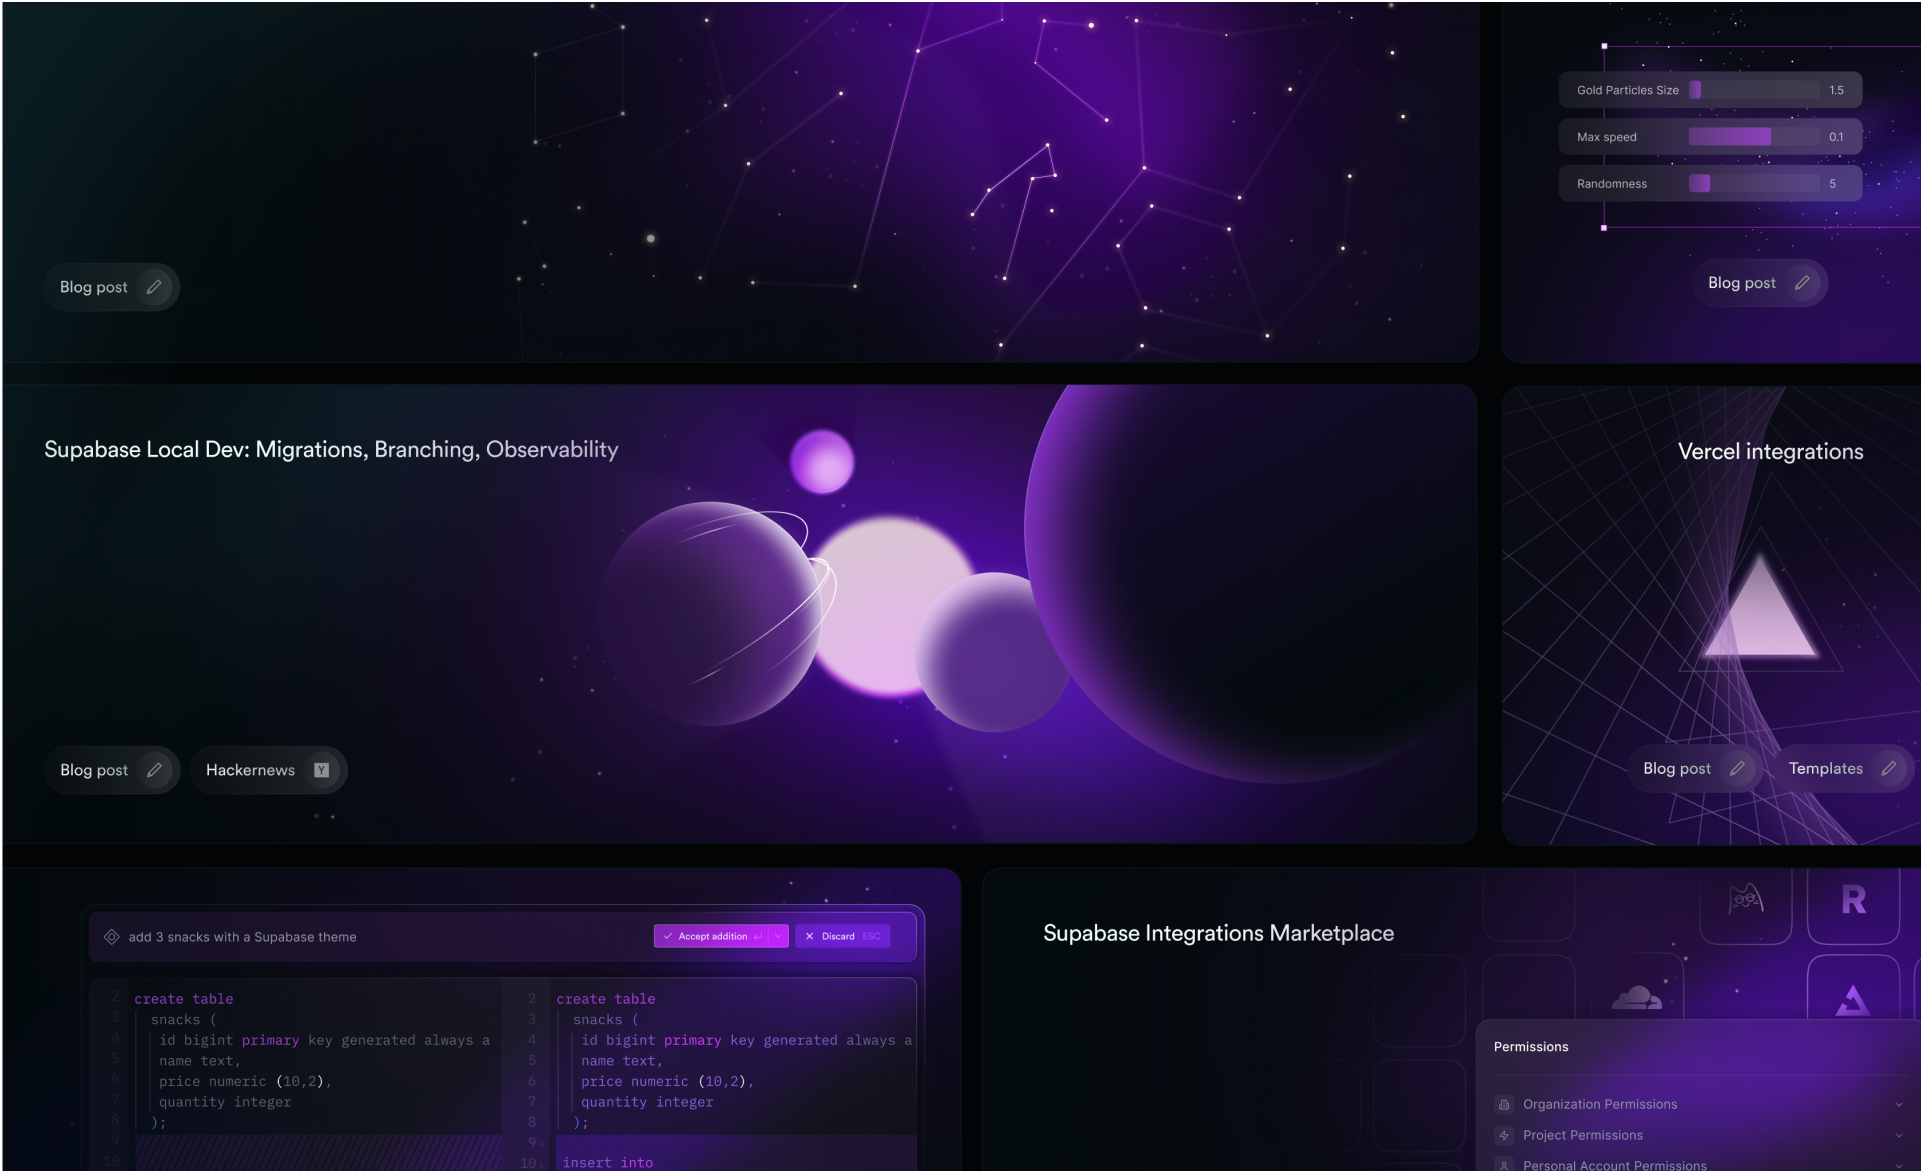 Gold Particles Size 1.5
Max speed 0.1
Randomness 5
Blog post
Blog post
Supabase Local Dev: Migrations, Branching, Observability
Blog post
Hackernews Y
Vercel integrations
Blog post
Templates
add 3 snacks with a Supabase theme
Accept addition
Discard ESC
2 create table
3 snacks (
4 id bigint primary key generated always a
5 name text,
6 price numeric (10,2),
7 quantity integer
8 );
9
10
2 create table
3 snacks (
4 id bigint primary key generated always a
5 name text,
6 price numeric (10,2),
7 quantity integer
8 );
9
10 insert into
Supabase Integrations Marketplace
R
Permissions
Organization Permissions
Project Permissions
Personal Account Permissions